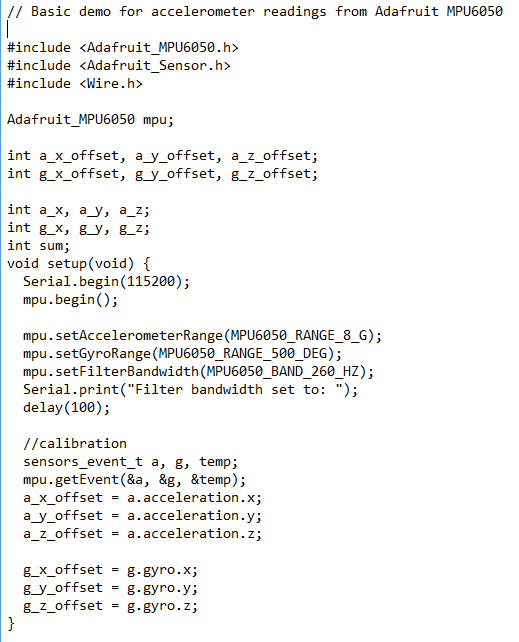 // Basic demo for accelerometer readings from Adafruit MPU6050
#include <Adafruit_MPU6050.h>
#include <Adafruit_Sensor.h>
#include <Wire.h>
Adafruit_MPU6050 mpu;
int a_x_offset, a_y_offset, a_z_offset;
int g_x_offset, g_y_offset, g_z_offset;
int a_x, a_y, a_z;
int g_x, g_y, g_z;
int sum;
void setup(void) {
  Serial.begin(115200);
  mpu.begin();
  mpu.setAccelerometerRange(MPU6050_RANGE_8_G);
  mpu.setGyroRange(MPU6050_RANGE_500_DEG);
  mpu.setFilterBandwidth(MPU6050_BAND_260_HZ);
  Serial.print("Filter bandwidth set to: ");
  delay(100);
  //calibration
  sensors_event_t a, g, temp;
  mpu.getEvent(&a, &g, &temp);
  a_x_offset = a.acceleration.x;
  a_y_offset = a.acceleration.y;
  a_z_offset = a.acceleration.z;
  g_x_offset = g.gyro.x;
  g_y_offset = g.gyro.y;
  g_z_offset = g.gyro.z;
}